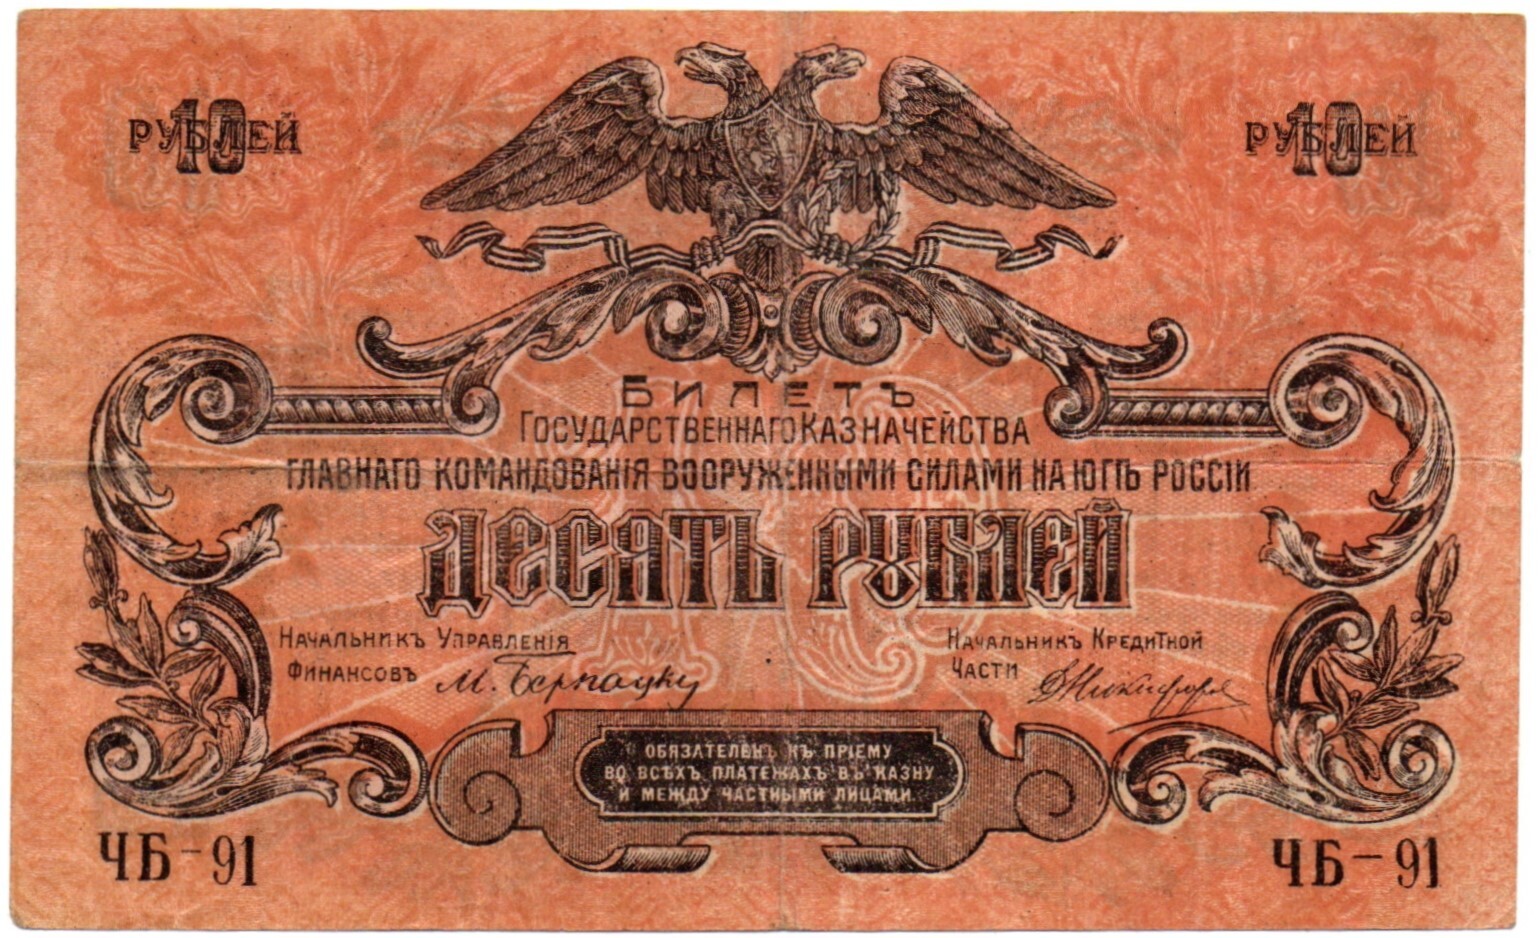 10 РУБЛЕЙ
10 РУБЛЕЙ
БИЛЕТЪ
ГОСУДАРСТВЕННАГО КАЗНАЧЕЙСТВА
ГЛАВНАГО КОМАНДОВАНІЯ ВООРУЖЕННЫМИ СИЛАМИ НА ЮГѢ РОССІИ
ДЕСЯТЬ РУБЛЕЙ
НАЧАЛЬНИКЪ УПРАВЛЕНІЯ
ФИНАНСОВЪ
НАЧАЛЬНИКЪ КРЕДИТНОЙ
ЧАСТИ
ОБЯЗАТЕЛЕНЪ КЪ ПРІЕМУ
ВО ВСѢХЪ ПЛАТЕЖАХЪ ВЪ КАЗНУ
И МЕЖДУ ЧАСТНЫМИ ЛИЦАМИ.
ЧБ-91
ЧБ-91